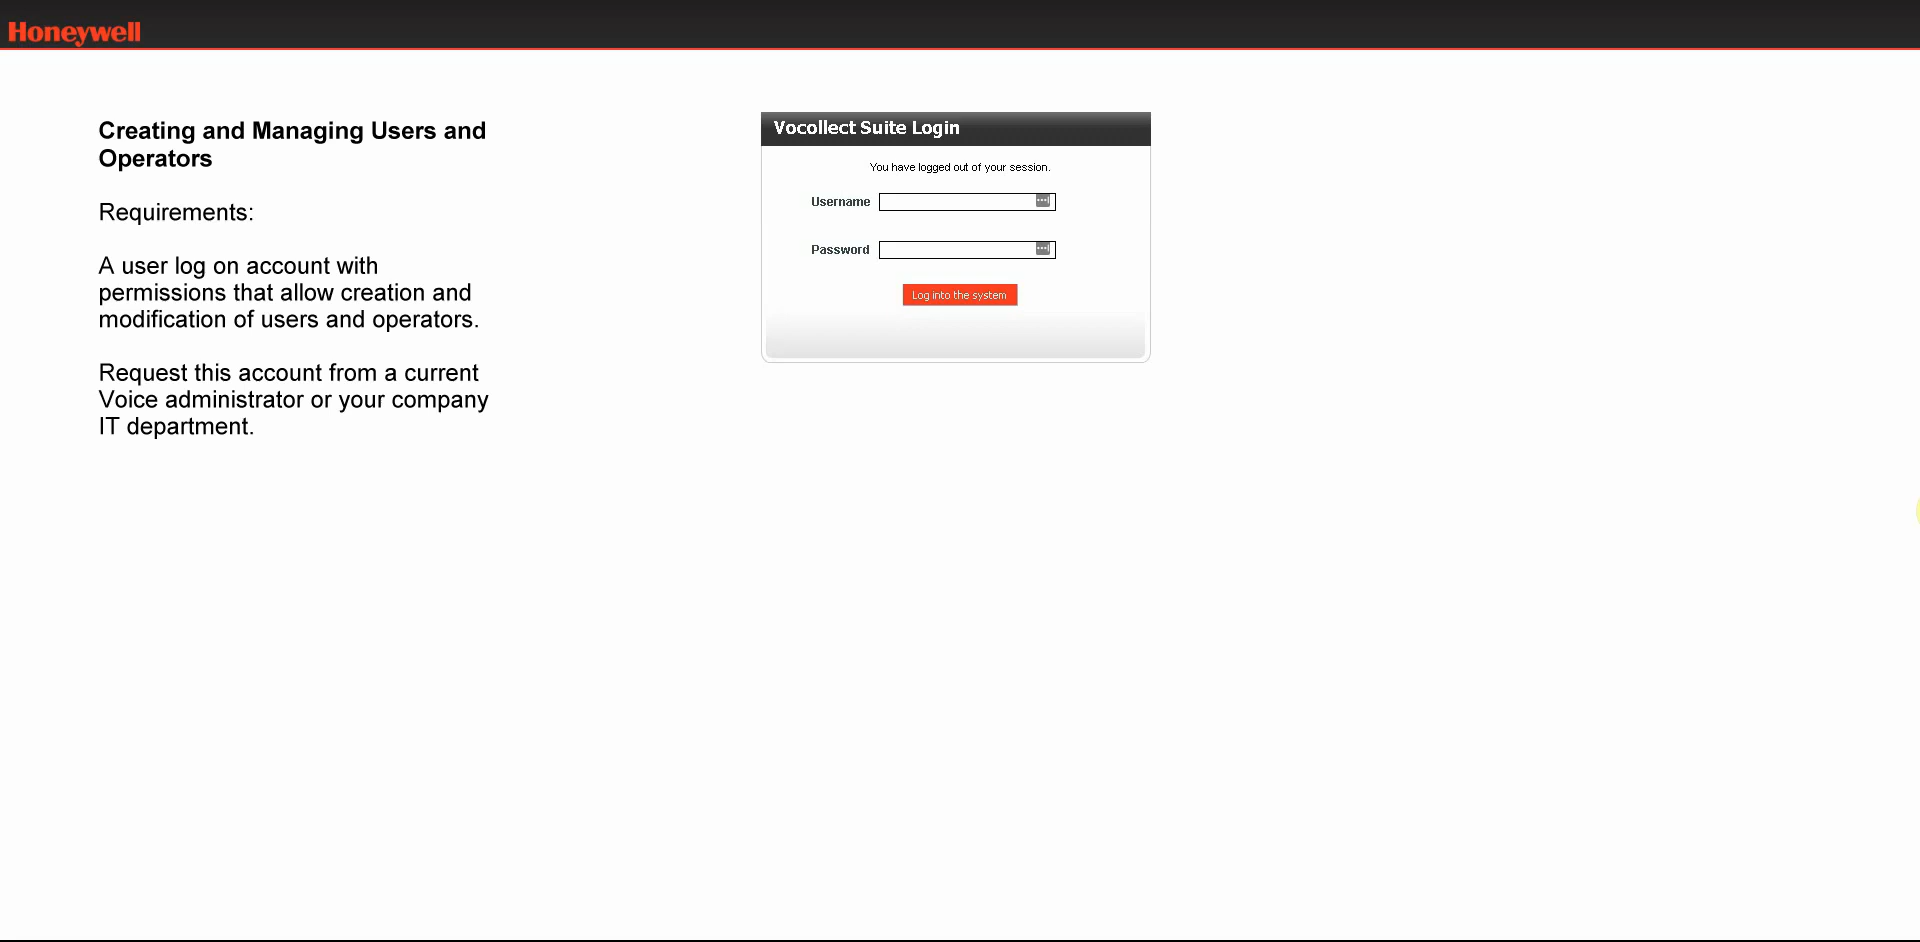 Honeywell
Creating and Managing Users and
Operators
Requirements:
A user log on account with
permissions that allow creation and
modification of users and operators.
Request this account from a current
Voice administrator or your company
IT department.
Vocollect Suite Login
You have logged out of your session.
Username
Password
Log into the system